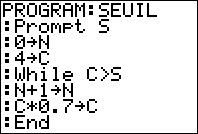 PROGRAM:SEUIL
:Prompt S
:0→N
:4→C
:While C>S
:N+1→N
:C*0.7→C
:End